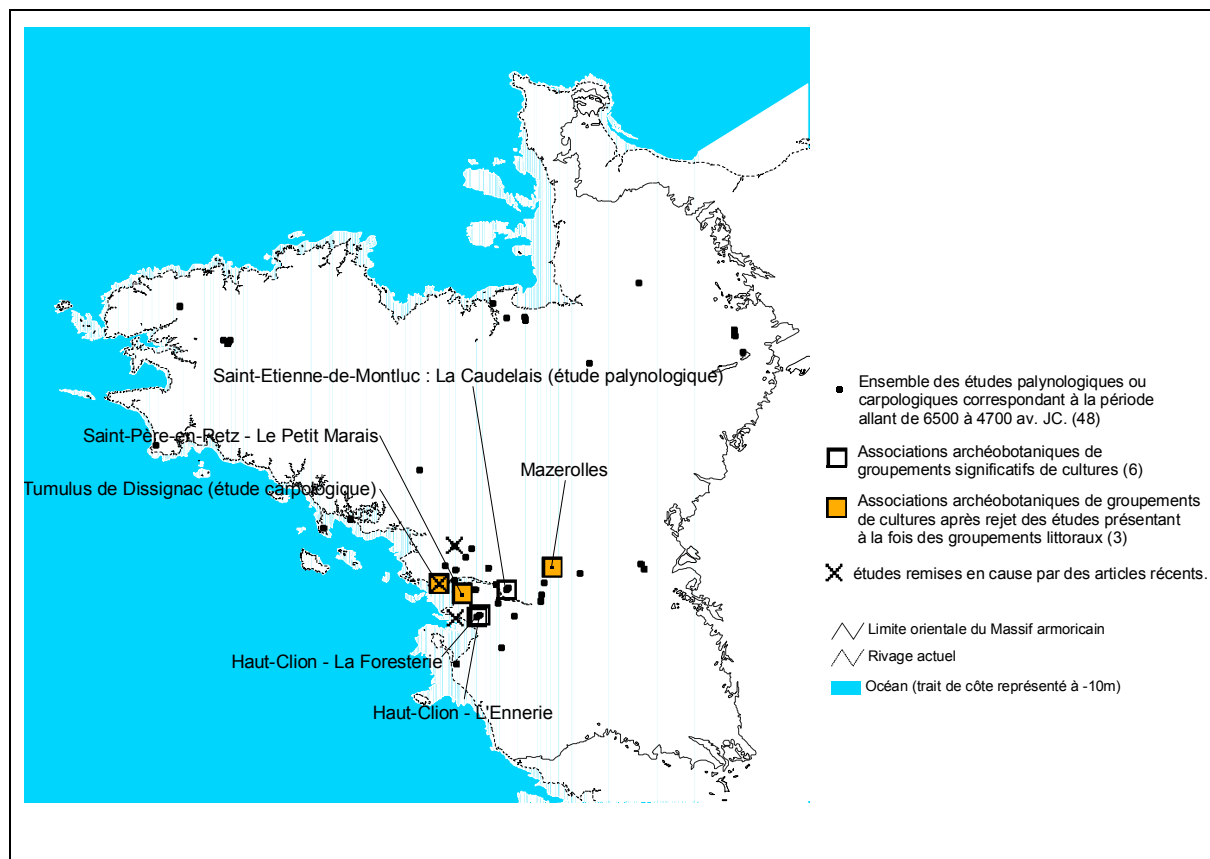 Saint-Etienne-de-Montluc : La Caudelais (étude palynologique)
Saint-Père-en-Retz - Le Petit Marais
Mazerolles
Tumulus de Dissignac (étude carpologique)
Haut-Clion - La Foresterie
Haut-Clion - L'Ennerie
Ensemble des études palynologiques ou
carpologiques correspondant à la période
allant de 6500 à 4700 av. JC. (48)
Associations archéobotaniques de
groupements significatifs de cultures (6)
Associations archéobotaniques de groupements
de cultures après rejet des études présentant
à la fois des groupements littoraux (3)
études remises en cause par des articles récents.
Limite orientale du Massif armoricain
Rivage actuel
Océan (trait de côte représenté à -10m)